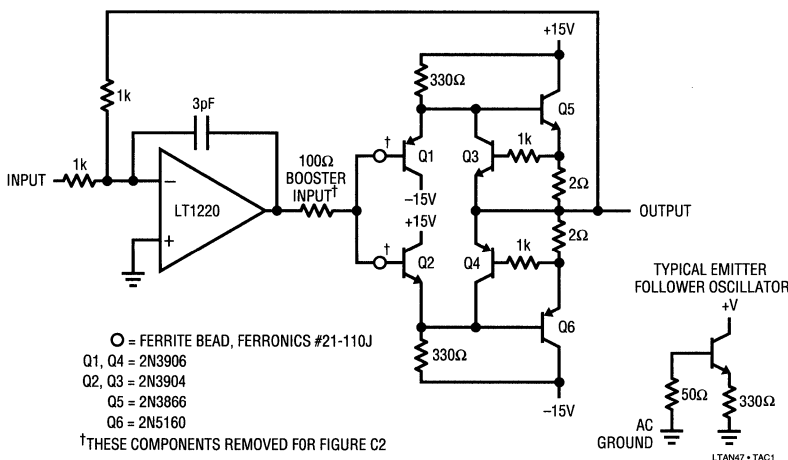 +15V
330Ω
Q5
1k
3pF
†
Q1
Q3
1k
1k
100Ω
BOOSTER
INPUT†
–15V
2Ω
INPUT
–
LT1220
+
+15V
OUTPUT
†
Q2
Q4
1k
2Ω
Q6
TYPICAL EMITTER
FOLLOWER OSCILLATOR
+V
330Ω
–15V
50Ω
330Ω
AC
GROUND
= FERRITE BEAD, FERRONICS #21-110J
Q1, Q4 = 2N3906
Q2, Q3 = 2N3904
Q5 = 2N3866
Q6 = 2N5160
†THESE COMPONENTS REMOVED FOR FIGURE C2
LTAN47 • TAC1